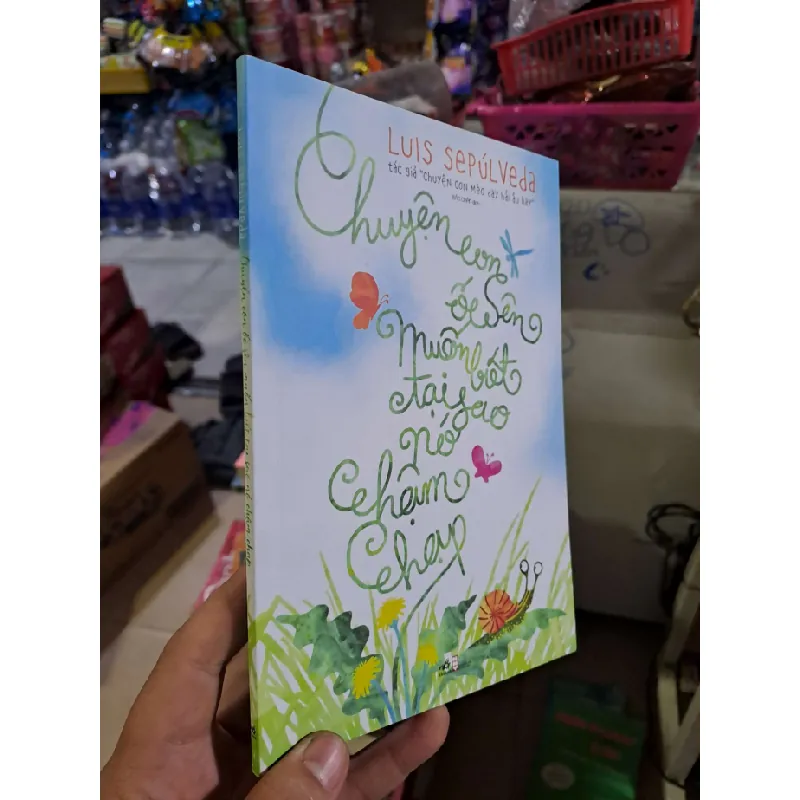 LUIS SEPÚLVEDA
tác giả "CHUYỆN CON MÈO DẠY HẢI ÂU BAY"
Chuyện con
ốc Sên
muốn biết
tại sao
nó
Chậm
Chạp